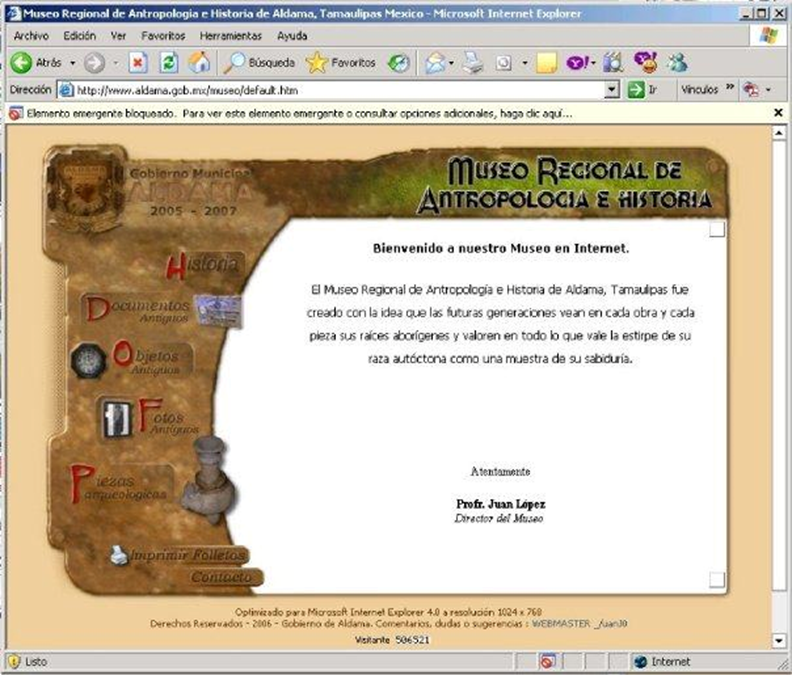 Museo Regional de Antropologia e Historia de Aldama, Tamaulipas Mexico - Microsoft Internet Explorer
Archivo Edición Ver Favoritos Herramientas Ayuda
Atrás Búsqueda Favoritos
Dirección http://www.aldama.gob.mx/museo/default.htm Ir Vínculos »
Elemento emergente bloqueado. Para ver este elemento emergente o consultar opciones adicionales, haga clic aquí...
Gobierno Municipal
ALDAMA
2005 - 2007
MUSEO REGIONAL DE
ANTROPOLOGIA E HISTORIA
Historia
Documentos
Antiguos
Objetos
Antiguos
Fotos
Antiguos
Piezas
arqueologicas
Imprimir Folletos
Contacto
Bienvenido a nuestro Museo en Internet.
El Museo Regional de Antropología e Historia de Aldama, Tamaulipas fue
creado con la idea que las futuras generaciones vean en cada obra y cada
pieza sus raíces aborígenes y valoren en todo lo que vale la estirpe de su
raza autóctona como una muestra de su sabiduría.
Atentamente
Profr. Juan López
Director del Museo
Optimizado para Microsoft Internet Explorer 4.0 a resolución 1024 x 768
Derechos Reservados - 2006 - Gobierno de Aldama. Comentarios, dudas o sugerencias : WEBMASTER
Visitante 506521
Listo Internet